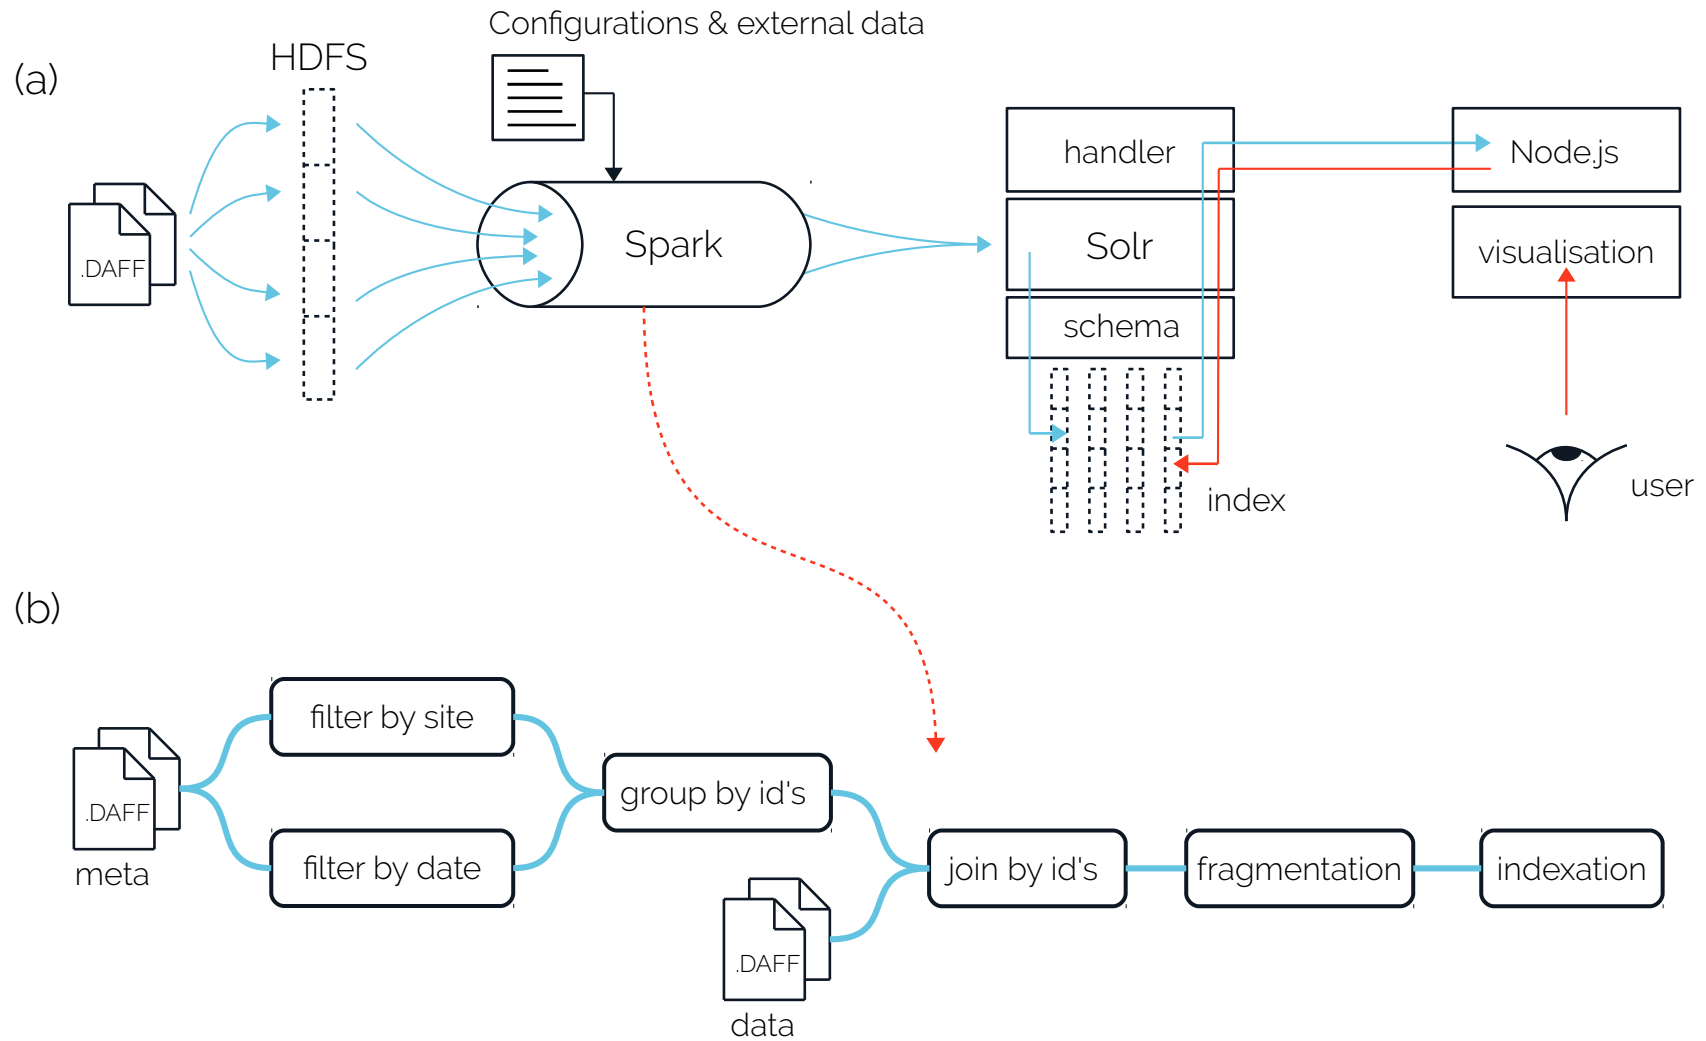 Configurations & external data
(a)
HDFS
.DAFF
Spark
handler
Solr
schema
index
Node.js
visualisation
user
(b)
.DAFF
meta
filter by site
filter by date
group by id's
.DAFF
data
join by id's
fragmentation
indexation